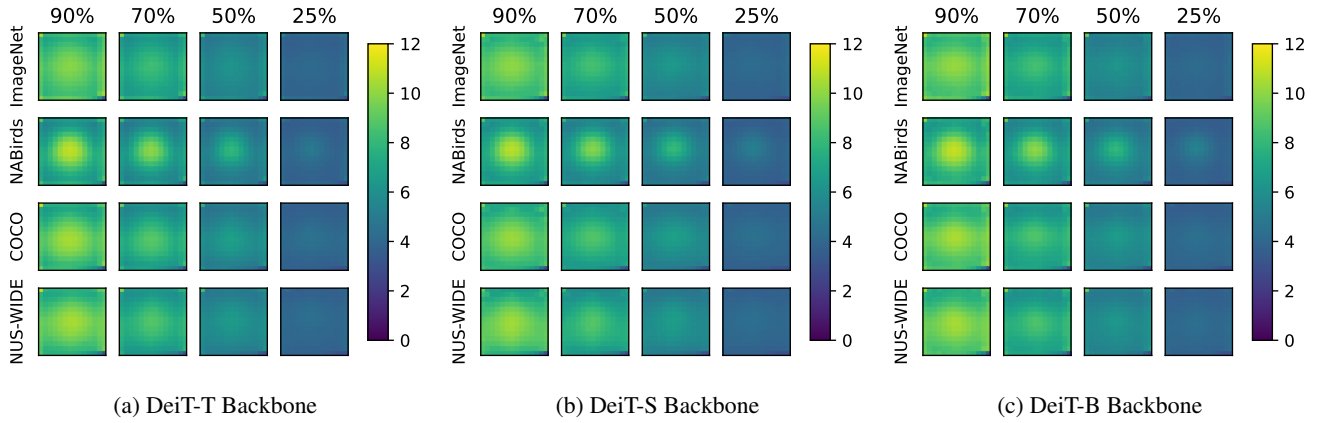 90% 70% 50% 25%
ImageNet
NABirds
COCO
NUS-WIDE
12
10
8
6
4
2
0
(a) DeiT-T Backbone
90% 70% 50% 25%
ImageNet
NABirds
COCO
NUS-WIDE
12
10
8
6
4
2
0
(b) DeiT-S Backbone
90% 70% 50% 25%
ImageNet
NABirds
COCO
NUS-WIDE
12
10
8
6
4
2
0
(c) DeiT-B Backbone